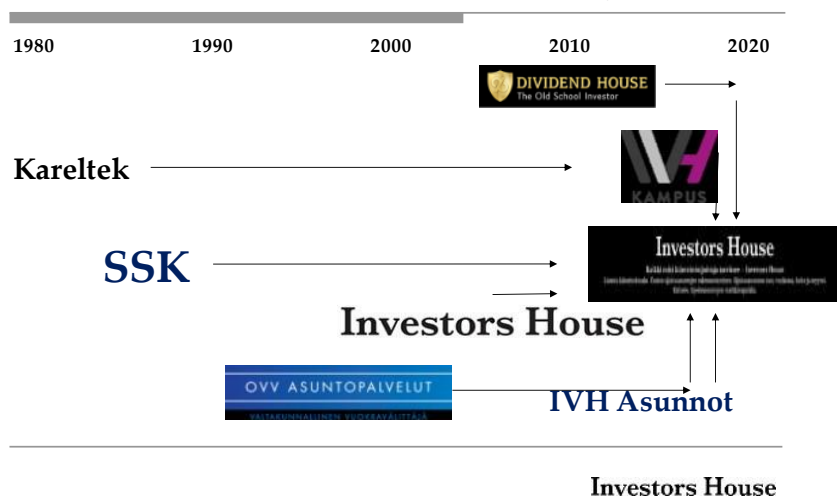 1980 1990 2000 2010 2020
DIVIDEND HOUSE
The Old School Investor
Kareltek
IVH
KAMPUS
SSK
Investors House
Investors House
OVV ASUNTOPALVELUT
VALTAKUNNALLINEN VUOKRAVÄLITTÄJÄ
IVH Asunnot
Investors House